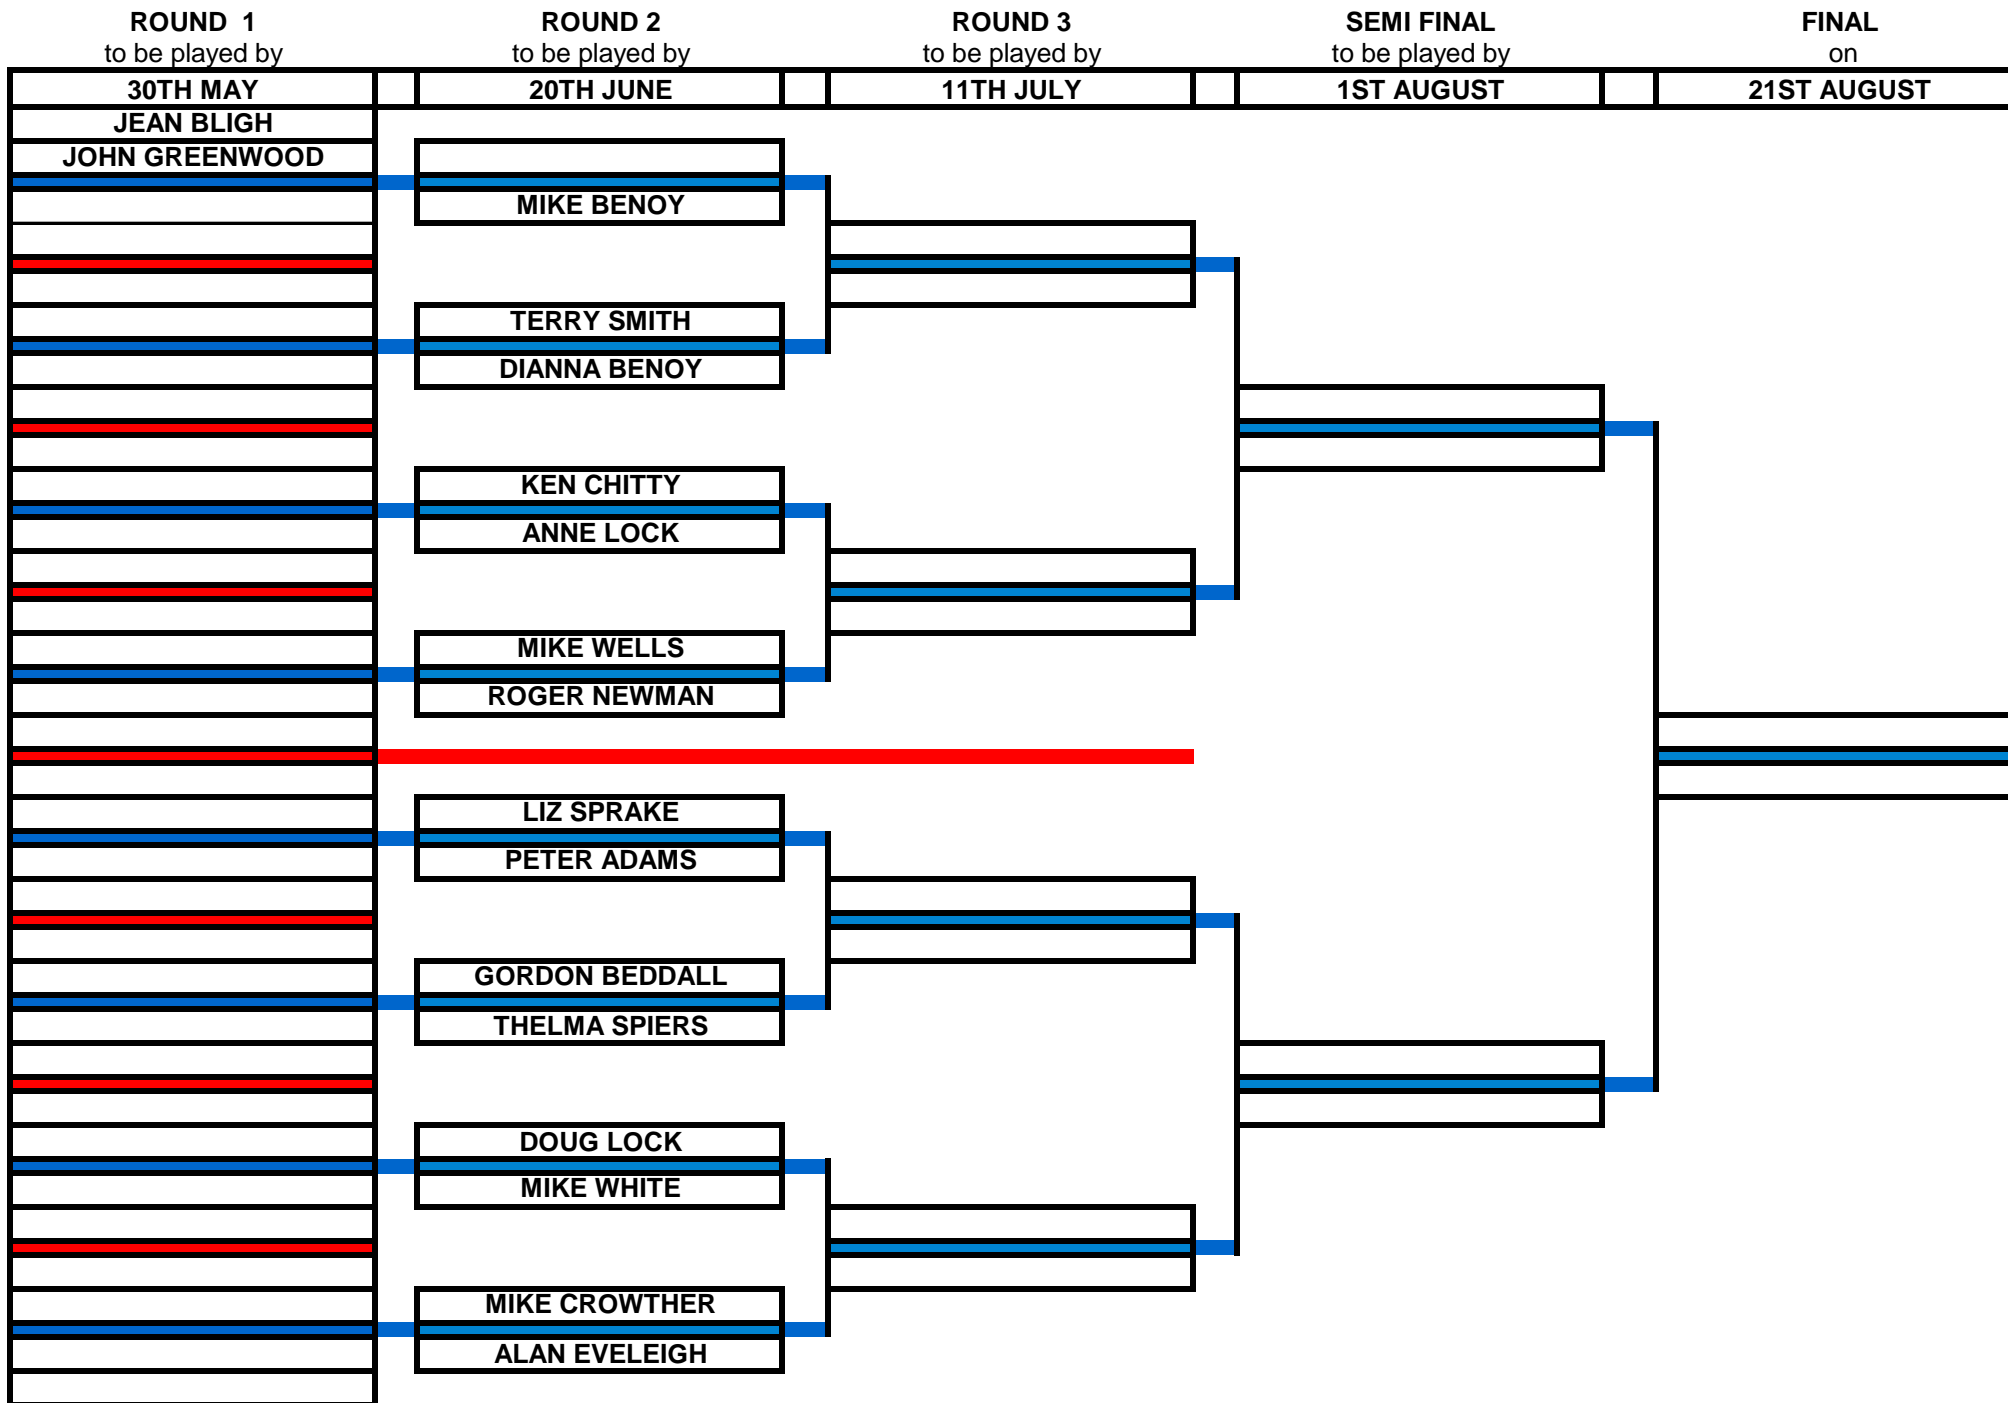 ROUND  1
ROUND 2
ROUND 3
SEMI FINAL
FINAL
to be played by
to be played by
to be played by
to be played by
on
30TH MAY
20TH JUNE
11TH JULY
1ST AUGUST
21ST AUGUST
JEAN BLIGH
JOHN GREENWOOD
MIKE BENOY
TERRY SMITH
DIANNA BENOY
KEN CHITTY
ANNE LOCK
MIKE WELLS
ROGER NEWMAN
LIZ SPRAKE
PETER ADAMS
GORDON BEDDALL
THELMA SPIERS
DOUG LOCK
MIKE WHITE
MIKE CROWTHER
ALAN EVELEIGH